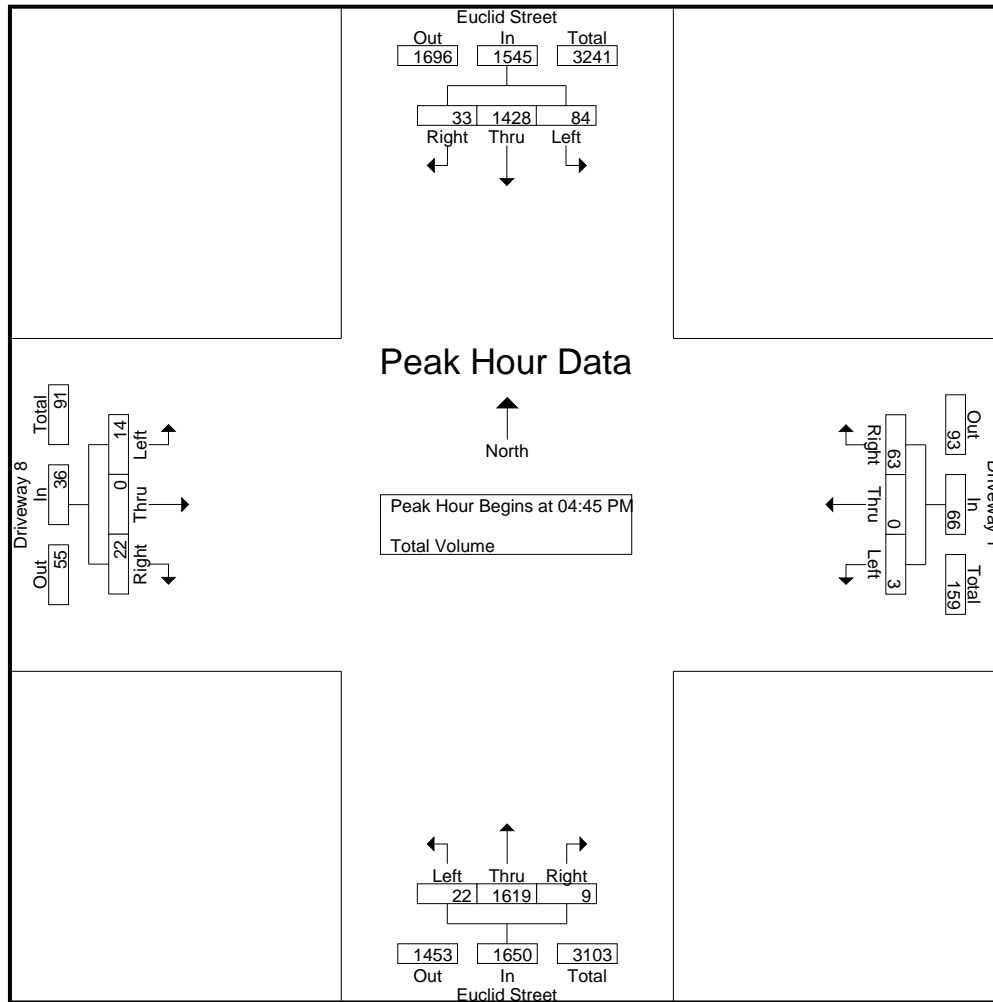 Euclid Street
Out In Total
1696 1545 3241
33 1428 84
Right Thru Left
Peak Hour Data
North
Peak Hour Begins at 04:45 PM
Total Volume
Driveway 8
Out In Total
55 36 91
22 0 14
Right Thru Left
Out In Total
93 66 159
63 0 3
Right Thru Left
Left Thru Right
22 1619 9
1453 1650 3103
Out In Total
Euclid Street